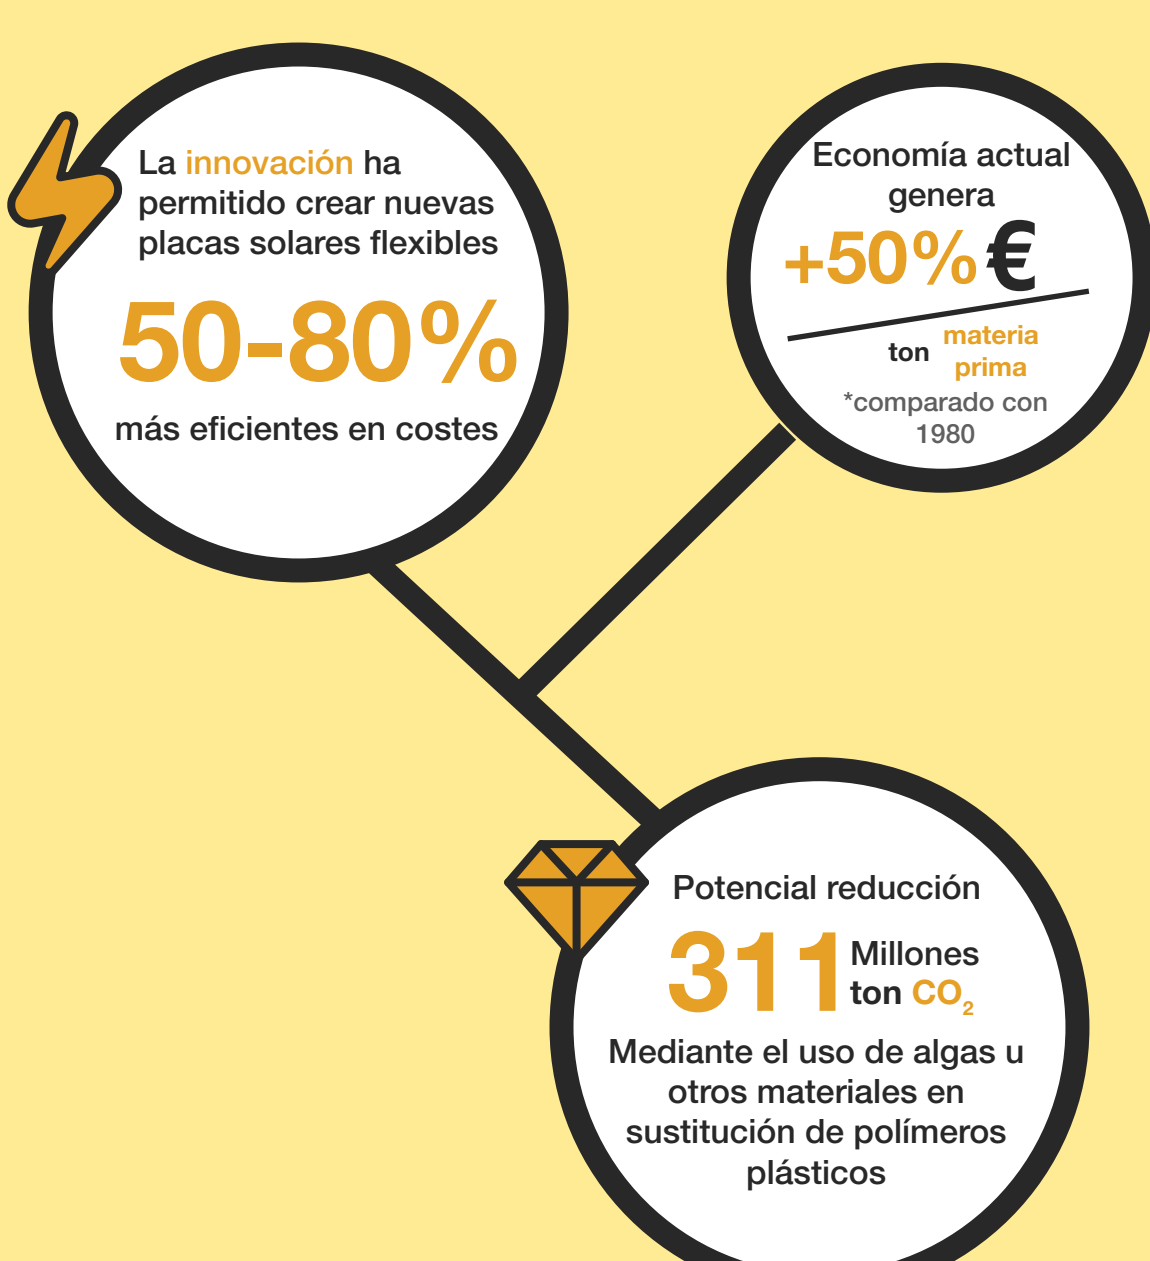 La innovación ha
permitido crear nuevas
placas solares flexibles
50-80%
más eficientes en costes
Economía actual
genera
+50% €
ton materia
prima
*comparado con
1980
Potencial reducción
311 Millones
ton CO₂
Mediante el uso de algas u
otros materiales en
sustitución de polímeros
plásticos